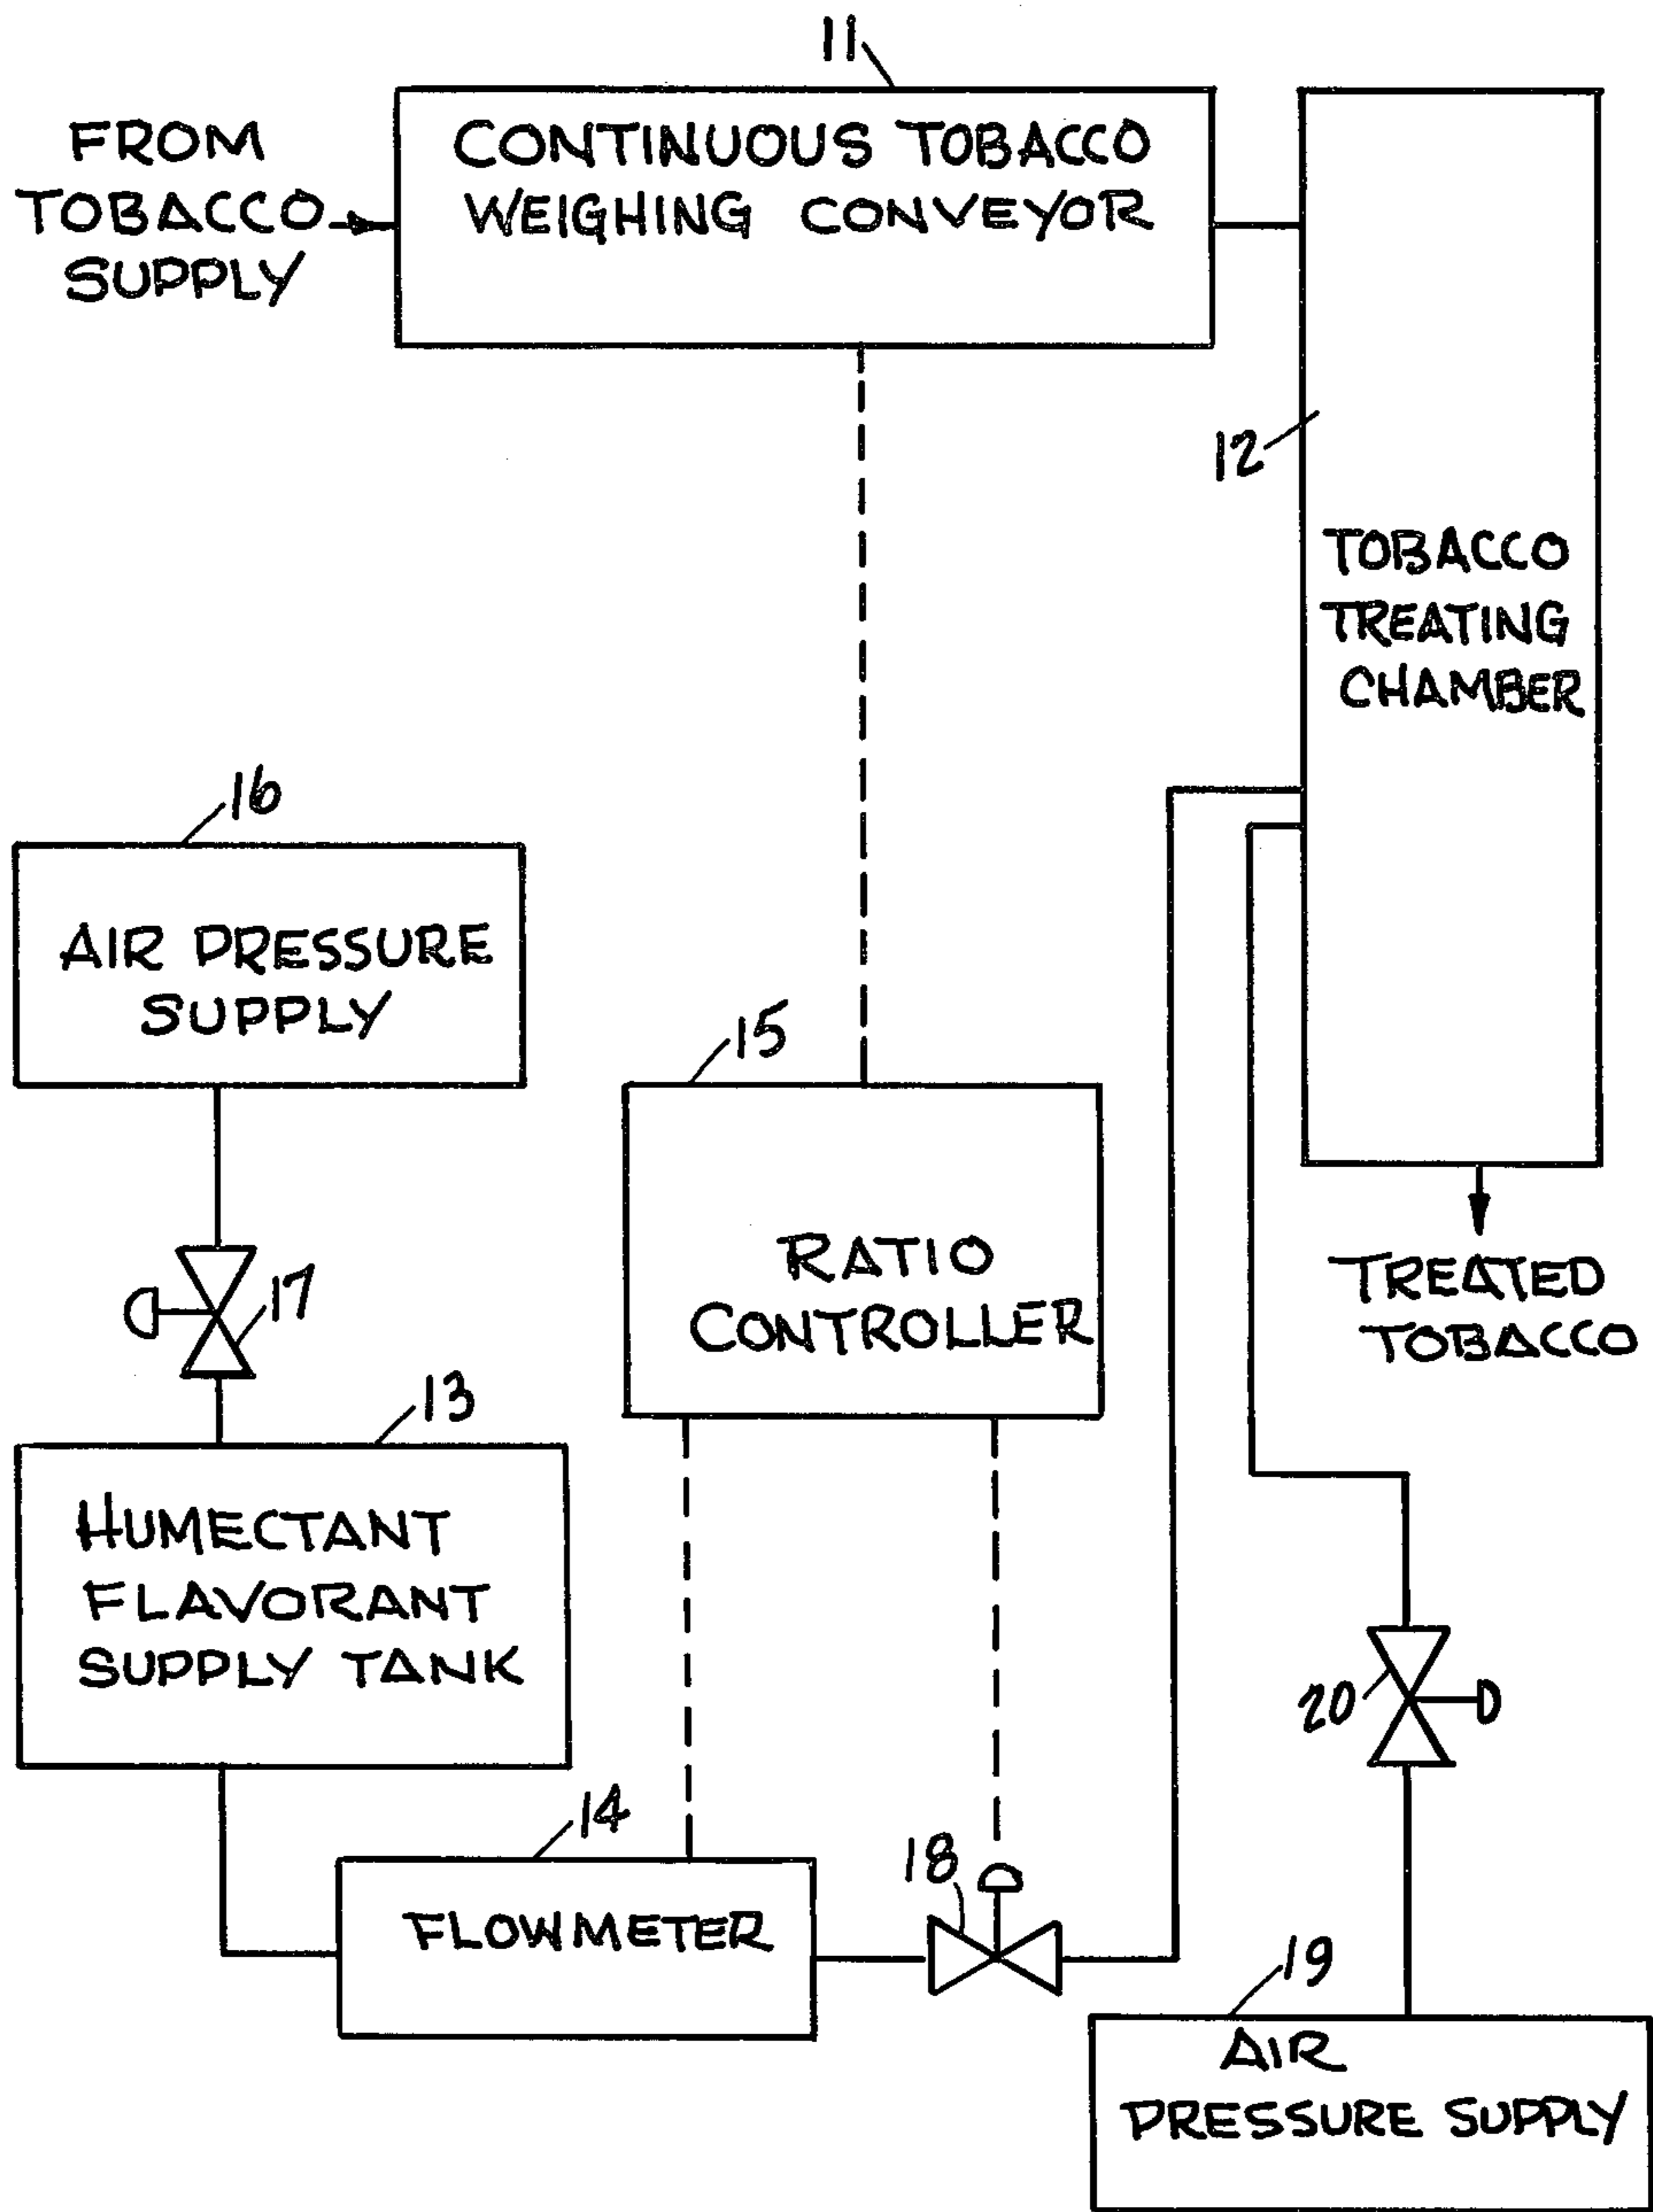 11
FROM
TOBACCO
SUPPLY
CONTINUOUS TOBACCO
WEIGHING CONVEYOR
12
TOBACCO
TREATING
CHAMBER
16
AIR PRESSURE
SUPPLY
15
RATIO
CONTROLLER
TREATED
TOBACCO
17
13
HUMECTANT
FLAVORANT
SUPPLY TANK
20
14
FLOWMETER
18
19
AIR
PRESSURE SUPPLY